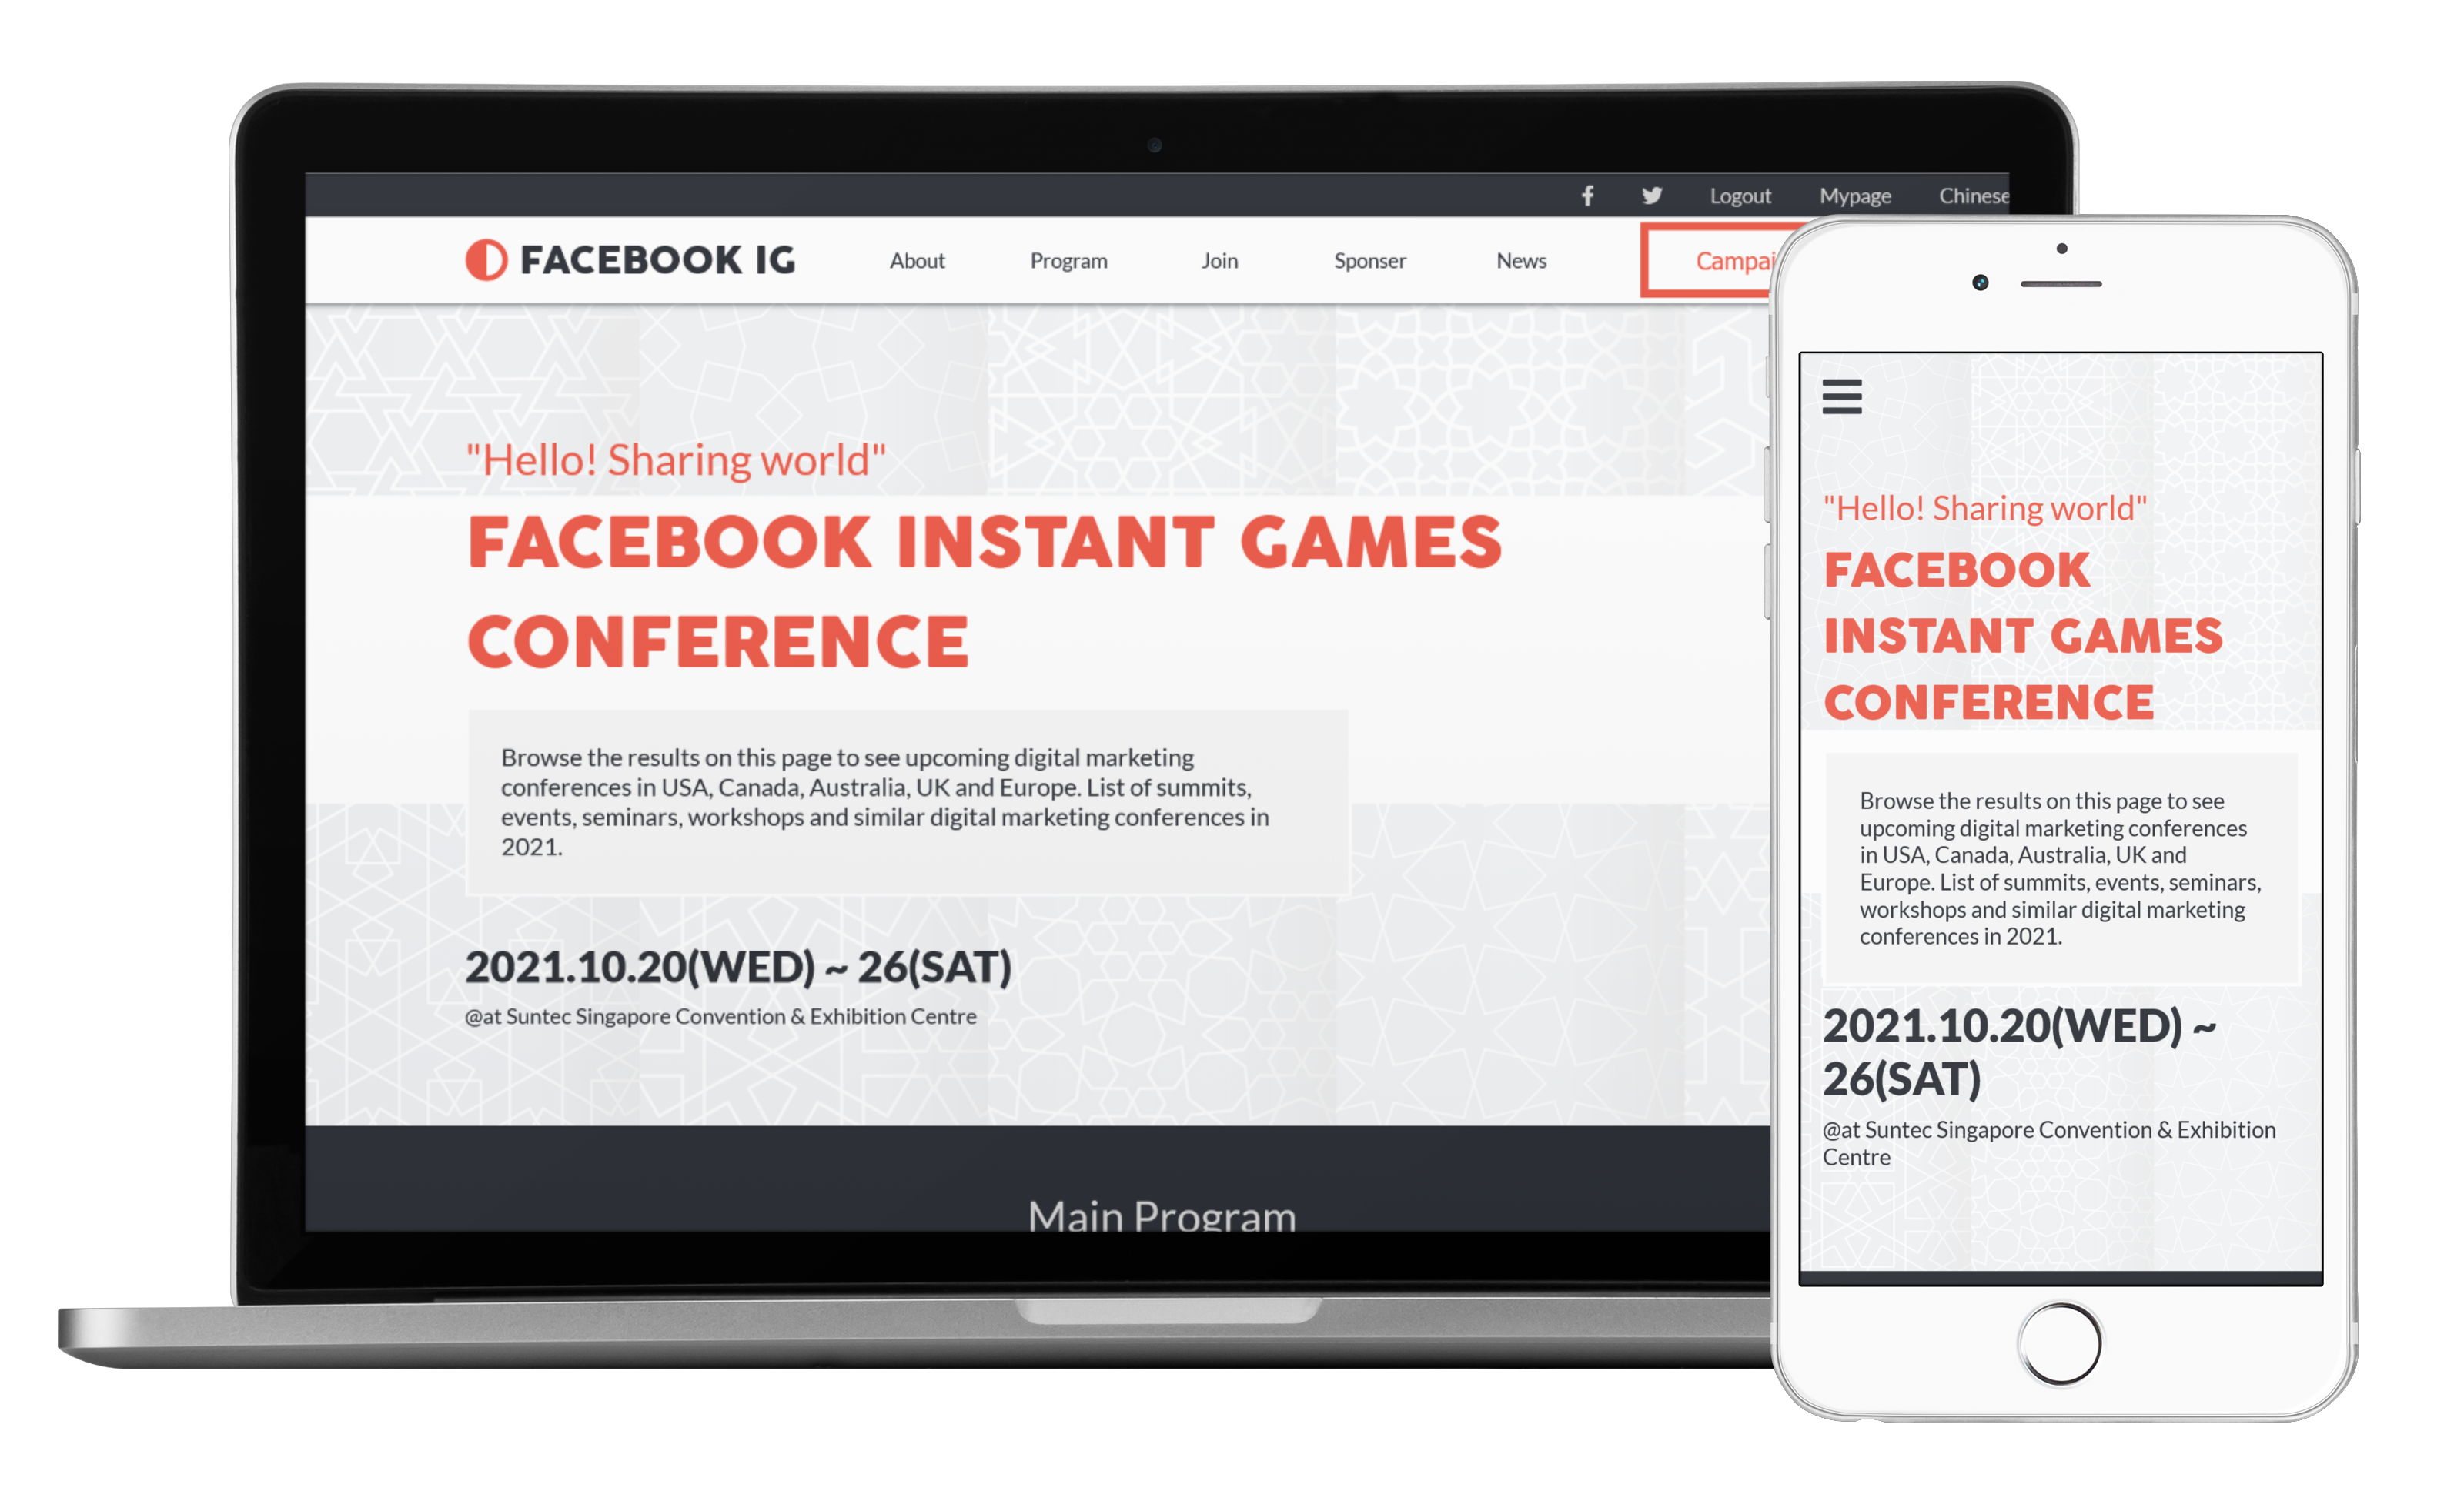 Logout Mypage Chinese
FACEBOOK IG About Program Join Sponser News
"Hello! Sharing world"
FACEBOOK INSTANT GAMES
CONFERENCE
Browse the results on this page to see upcoming digital marketing
conferences in USA, Canada, Australia, UK and Europe. List of summits,
events, seminars, workshops and similar digital marketing conferences in
2021.
2021.10.20(WED) ~ 26(SAT)
@at Suntec Singapore Convention & Exhibition Centre
Main Program
"Hello! Sharing world"
FACEBOOK
INSTANT GAMES
CONFERENCE
Browse the results on this page to see
upcoming digital marketing conferences
in USA, Canada, Australia, UK and
Europe. List of summits, events, seminars,
workshops and similar digital marketing
conferences in 2021.
2021.10.20(WED) ~
26(SAT)
@at Suntec Singapore Convention & Exhibition
Centre